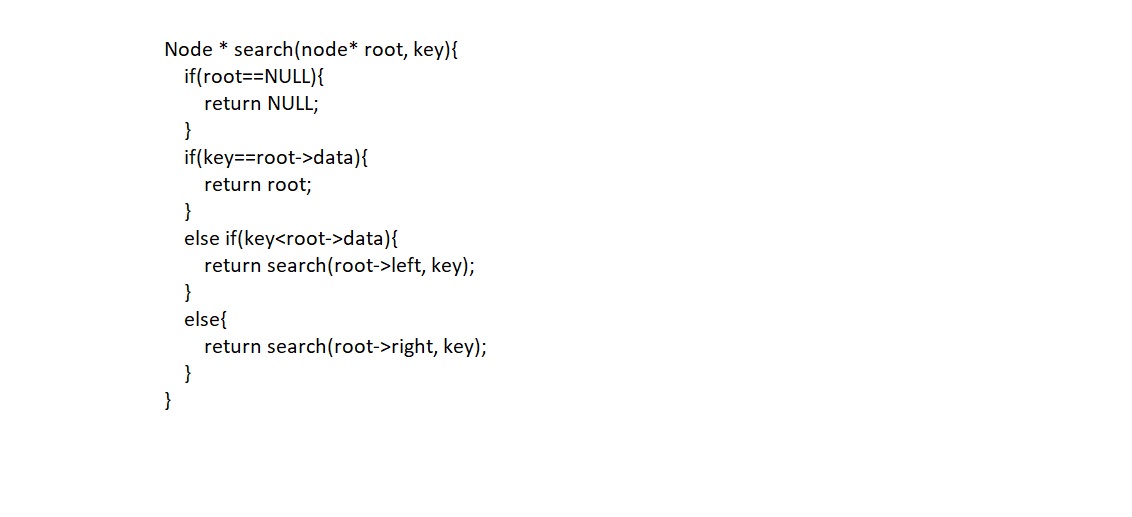 Node * search(node* root, key){
if(root==NULL){
return NULL;
}
if(key==root->data){
return root;
}
else if(key<root->data){
return search(root->left, key);
}
else{
return search(root->right, key);
}
}